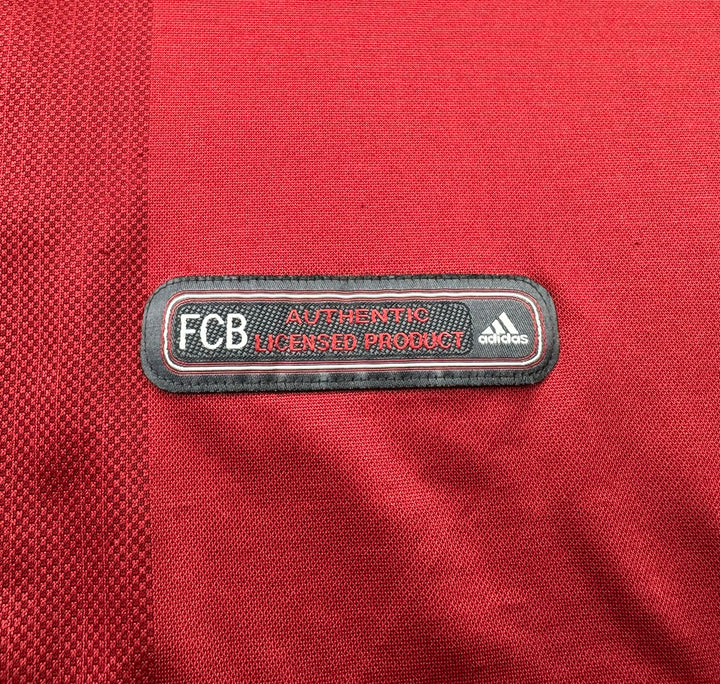 FCB
AUTHENTIC
LICENSED PRODUCT
adidas